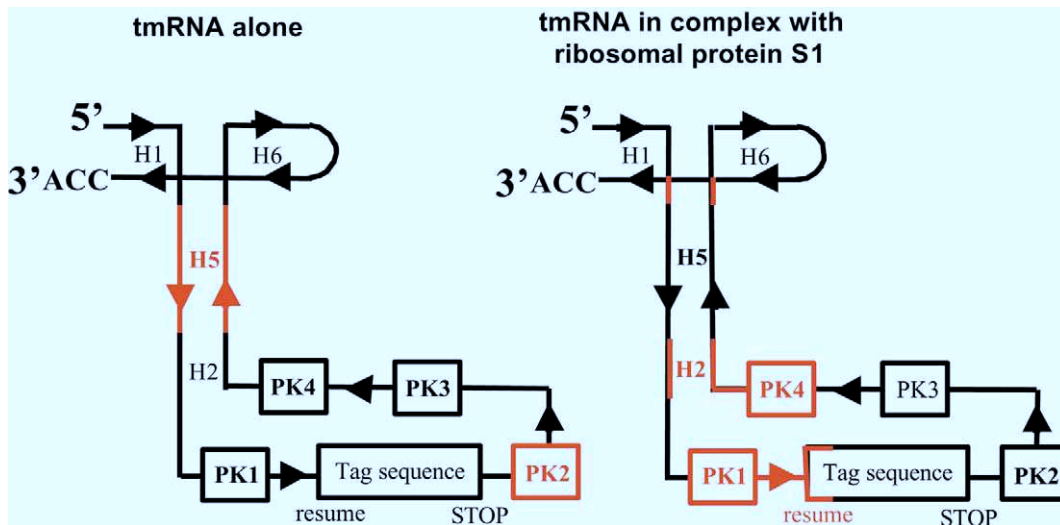 tmRNA alone
5’
H1
H6
3’ACC
H5
H2
PK4
PK3
PK1
Tag sequence
PK2
resume
STOP
tmRNA in complex with
ribosomal protein S1
5’
H1
H6
3’ACC
H5
H2
PK4
PK3
PK1
Tag sequence
PK2
resume
STOP